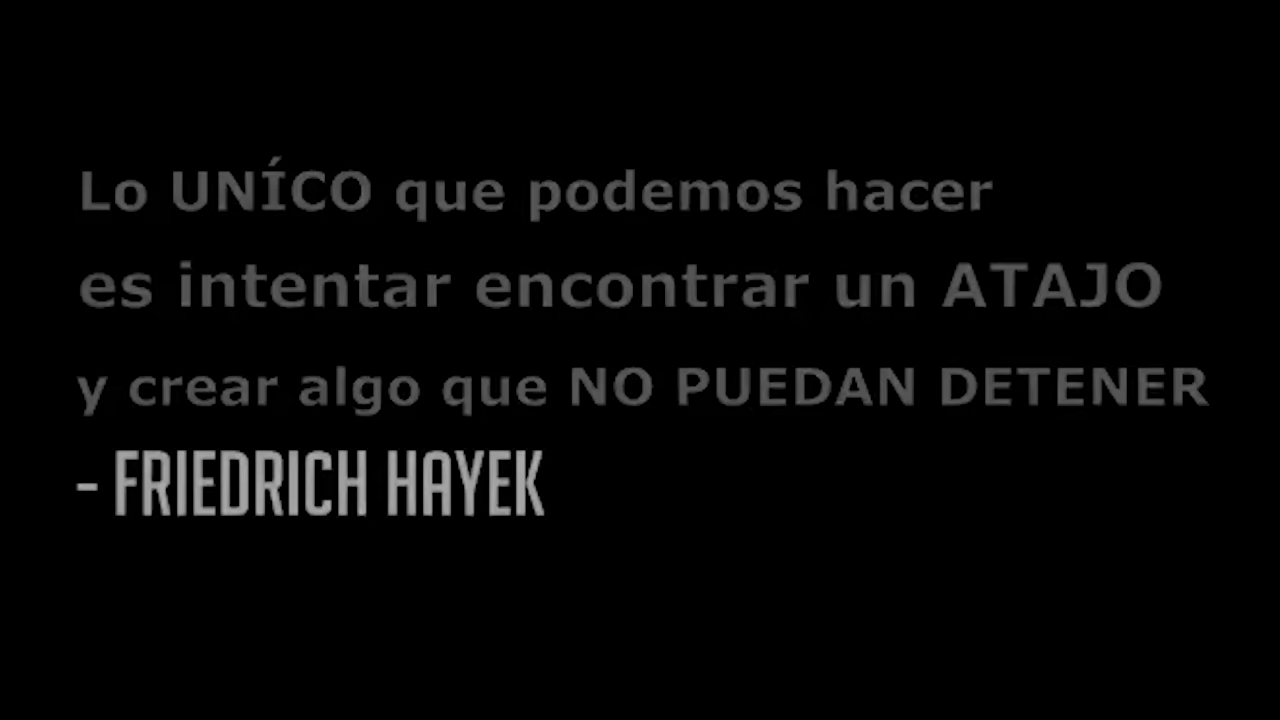 Lo UNÍCO que podemos hacer
es intentar encontrar un ATAJO
y crear algo que NO PUEDAN DETENER
- FRIEDRICH HAYEK